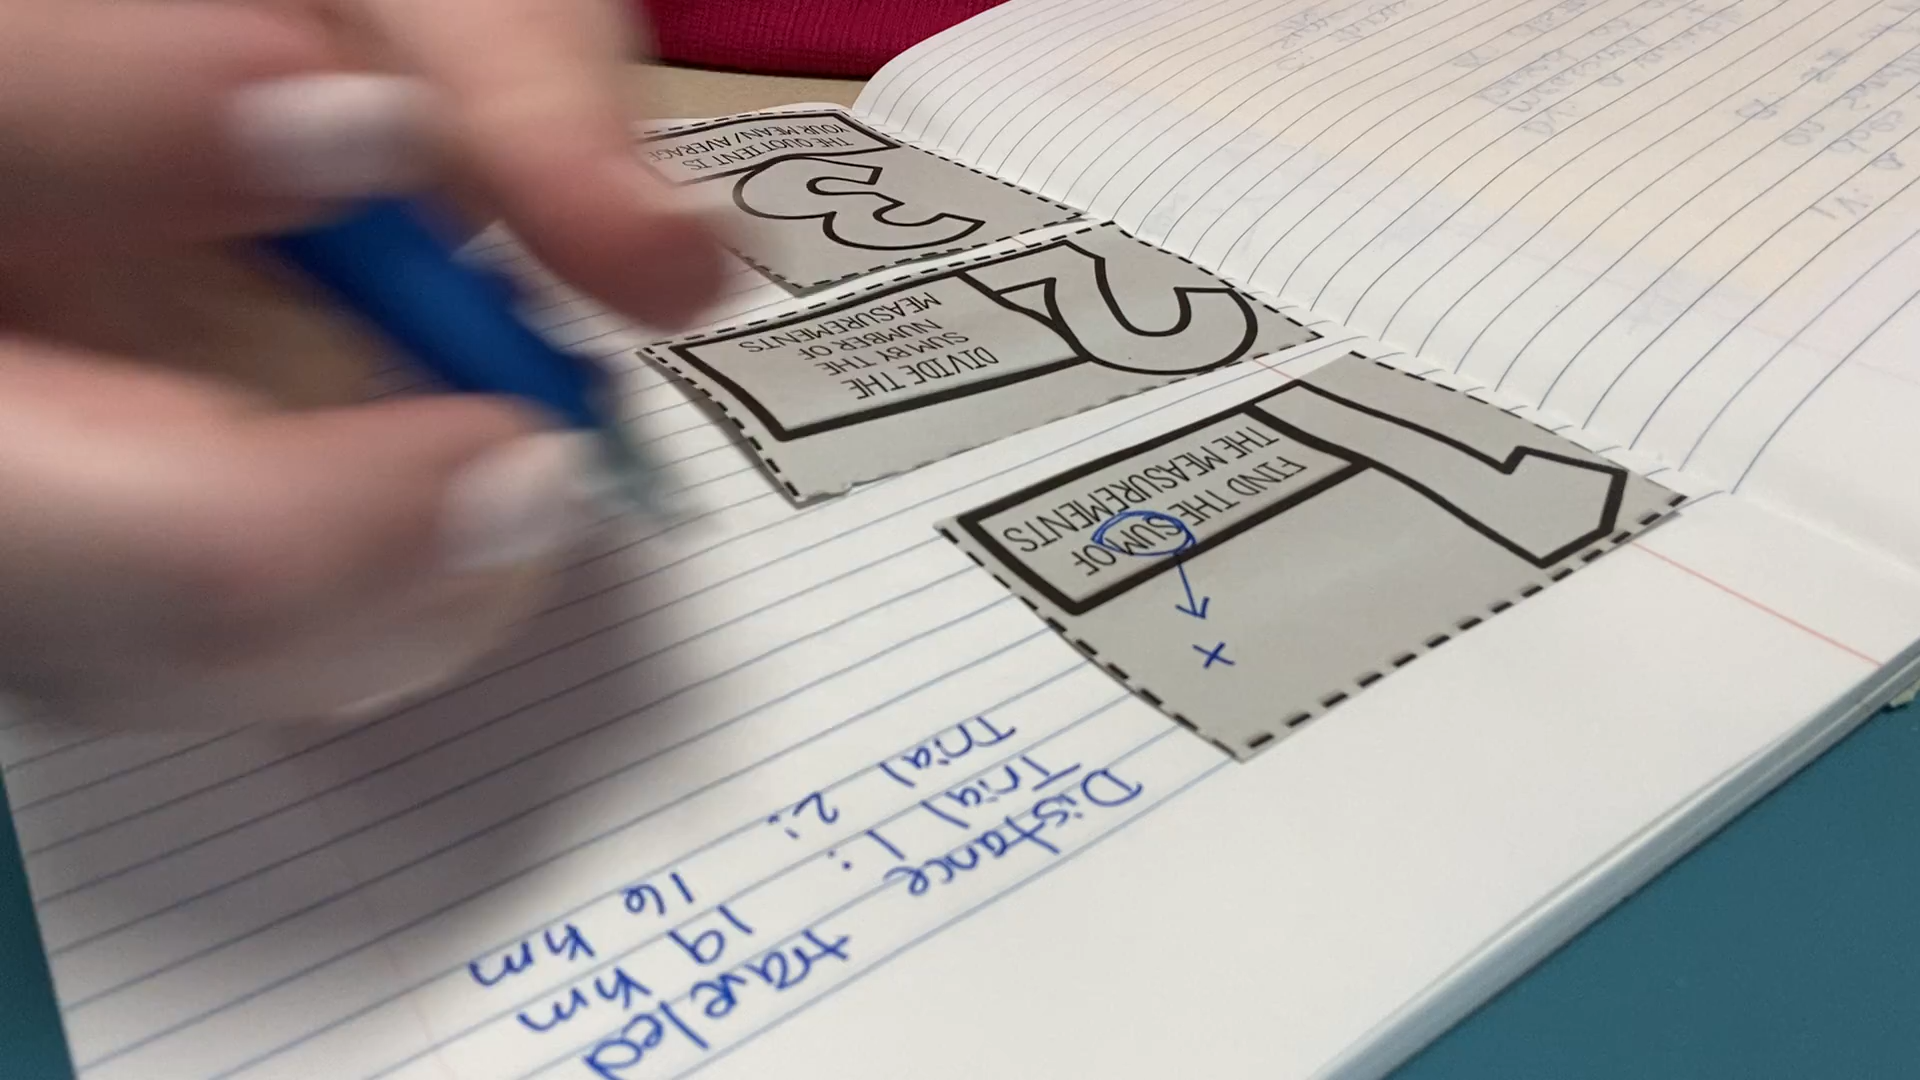 Distance traveled
Trial 1: 19 km
Trial 2: 16 km
1
FIND THE
SUM OF
THE MEASUREMENTS
+
2
DIVIDE THE
SUM BY THE
NUMBER OF
MEASUREMENTS
3
THE QUOTIENT IS
YOUR MEAN/AVERAGE